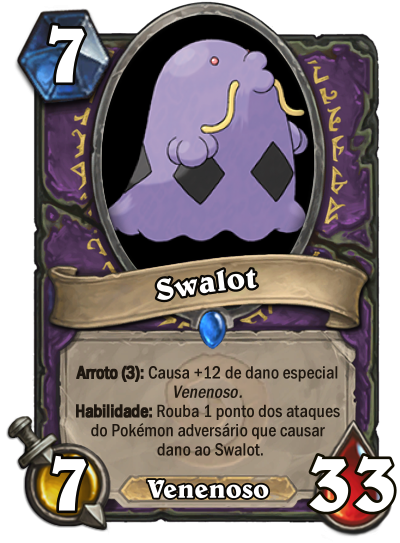 7
Swalot
Arroto (3): Causa +12 de dano especial
Venenoso.
Habilidade: Rouba 1 ponto dos ataques
do Pokémon adversário que causar
dano ao Swalot.
7
Venenoso
33